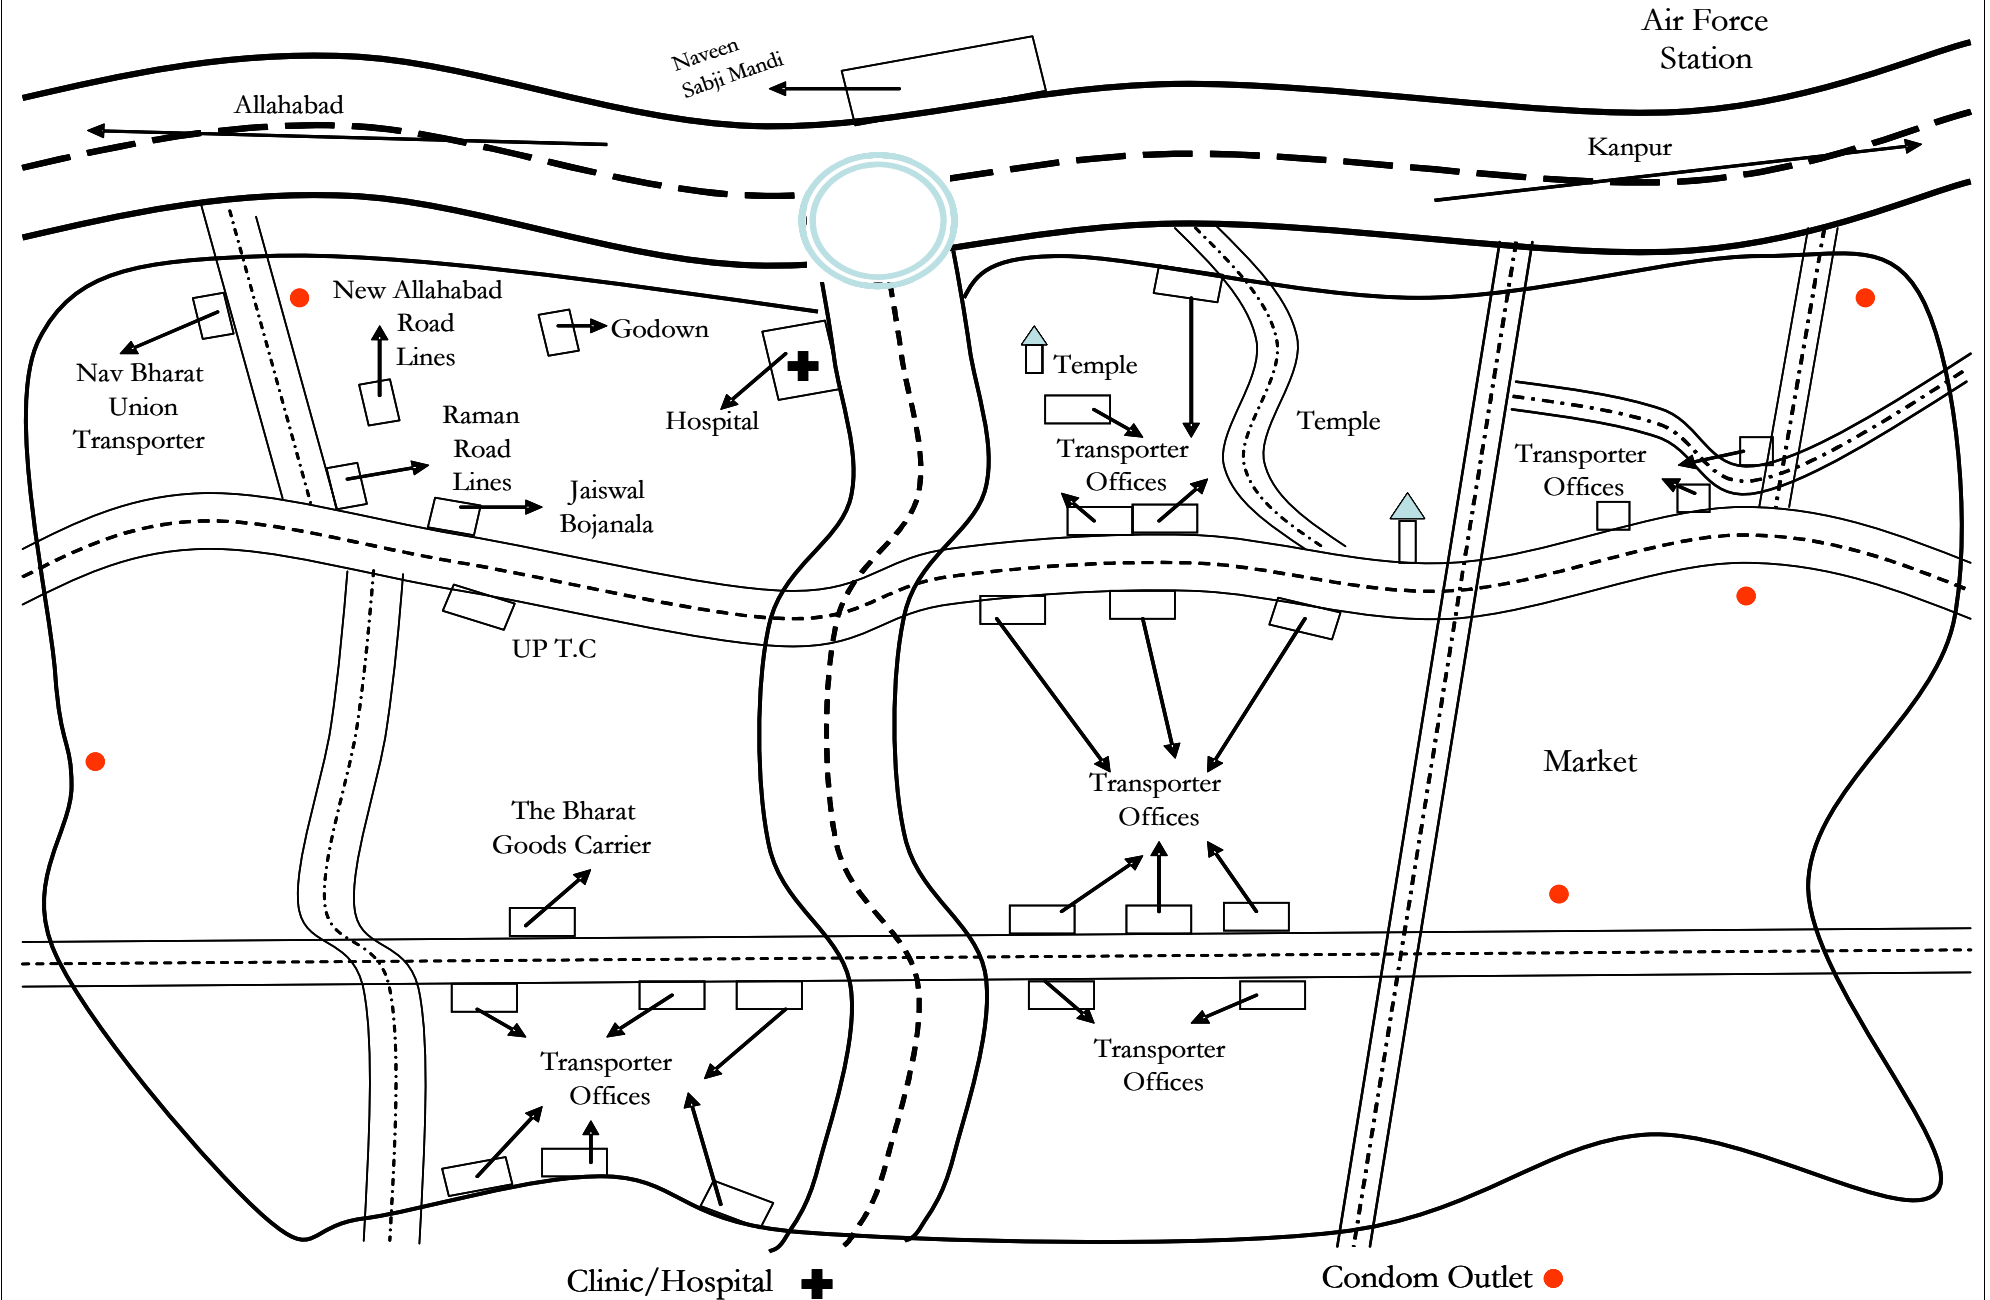 Air Force
Station
Naveen
Sabji Mandi
Allahabad
Kanpur
New Allahabad
Road
Lines
Godown
Nav Bharat
Union
Transporter
Raman
Road
Lines
Hospital
Jaiswal
Bojanala
Temple
Transporter
Offices
Temple
Transporter
Offices
UP T.C
Transporter
Offices
Market
The Bharat
Goods Carrier
Transporter
Offices
Transporter
Offices
Clinic/Hospital
Condom Outlet